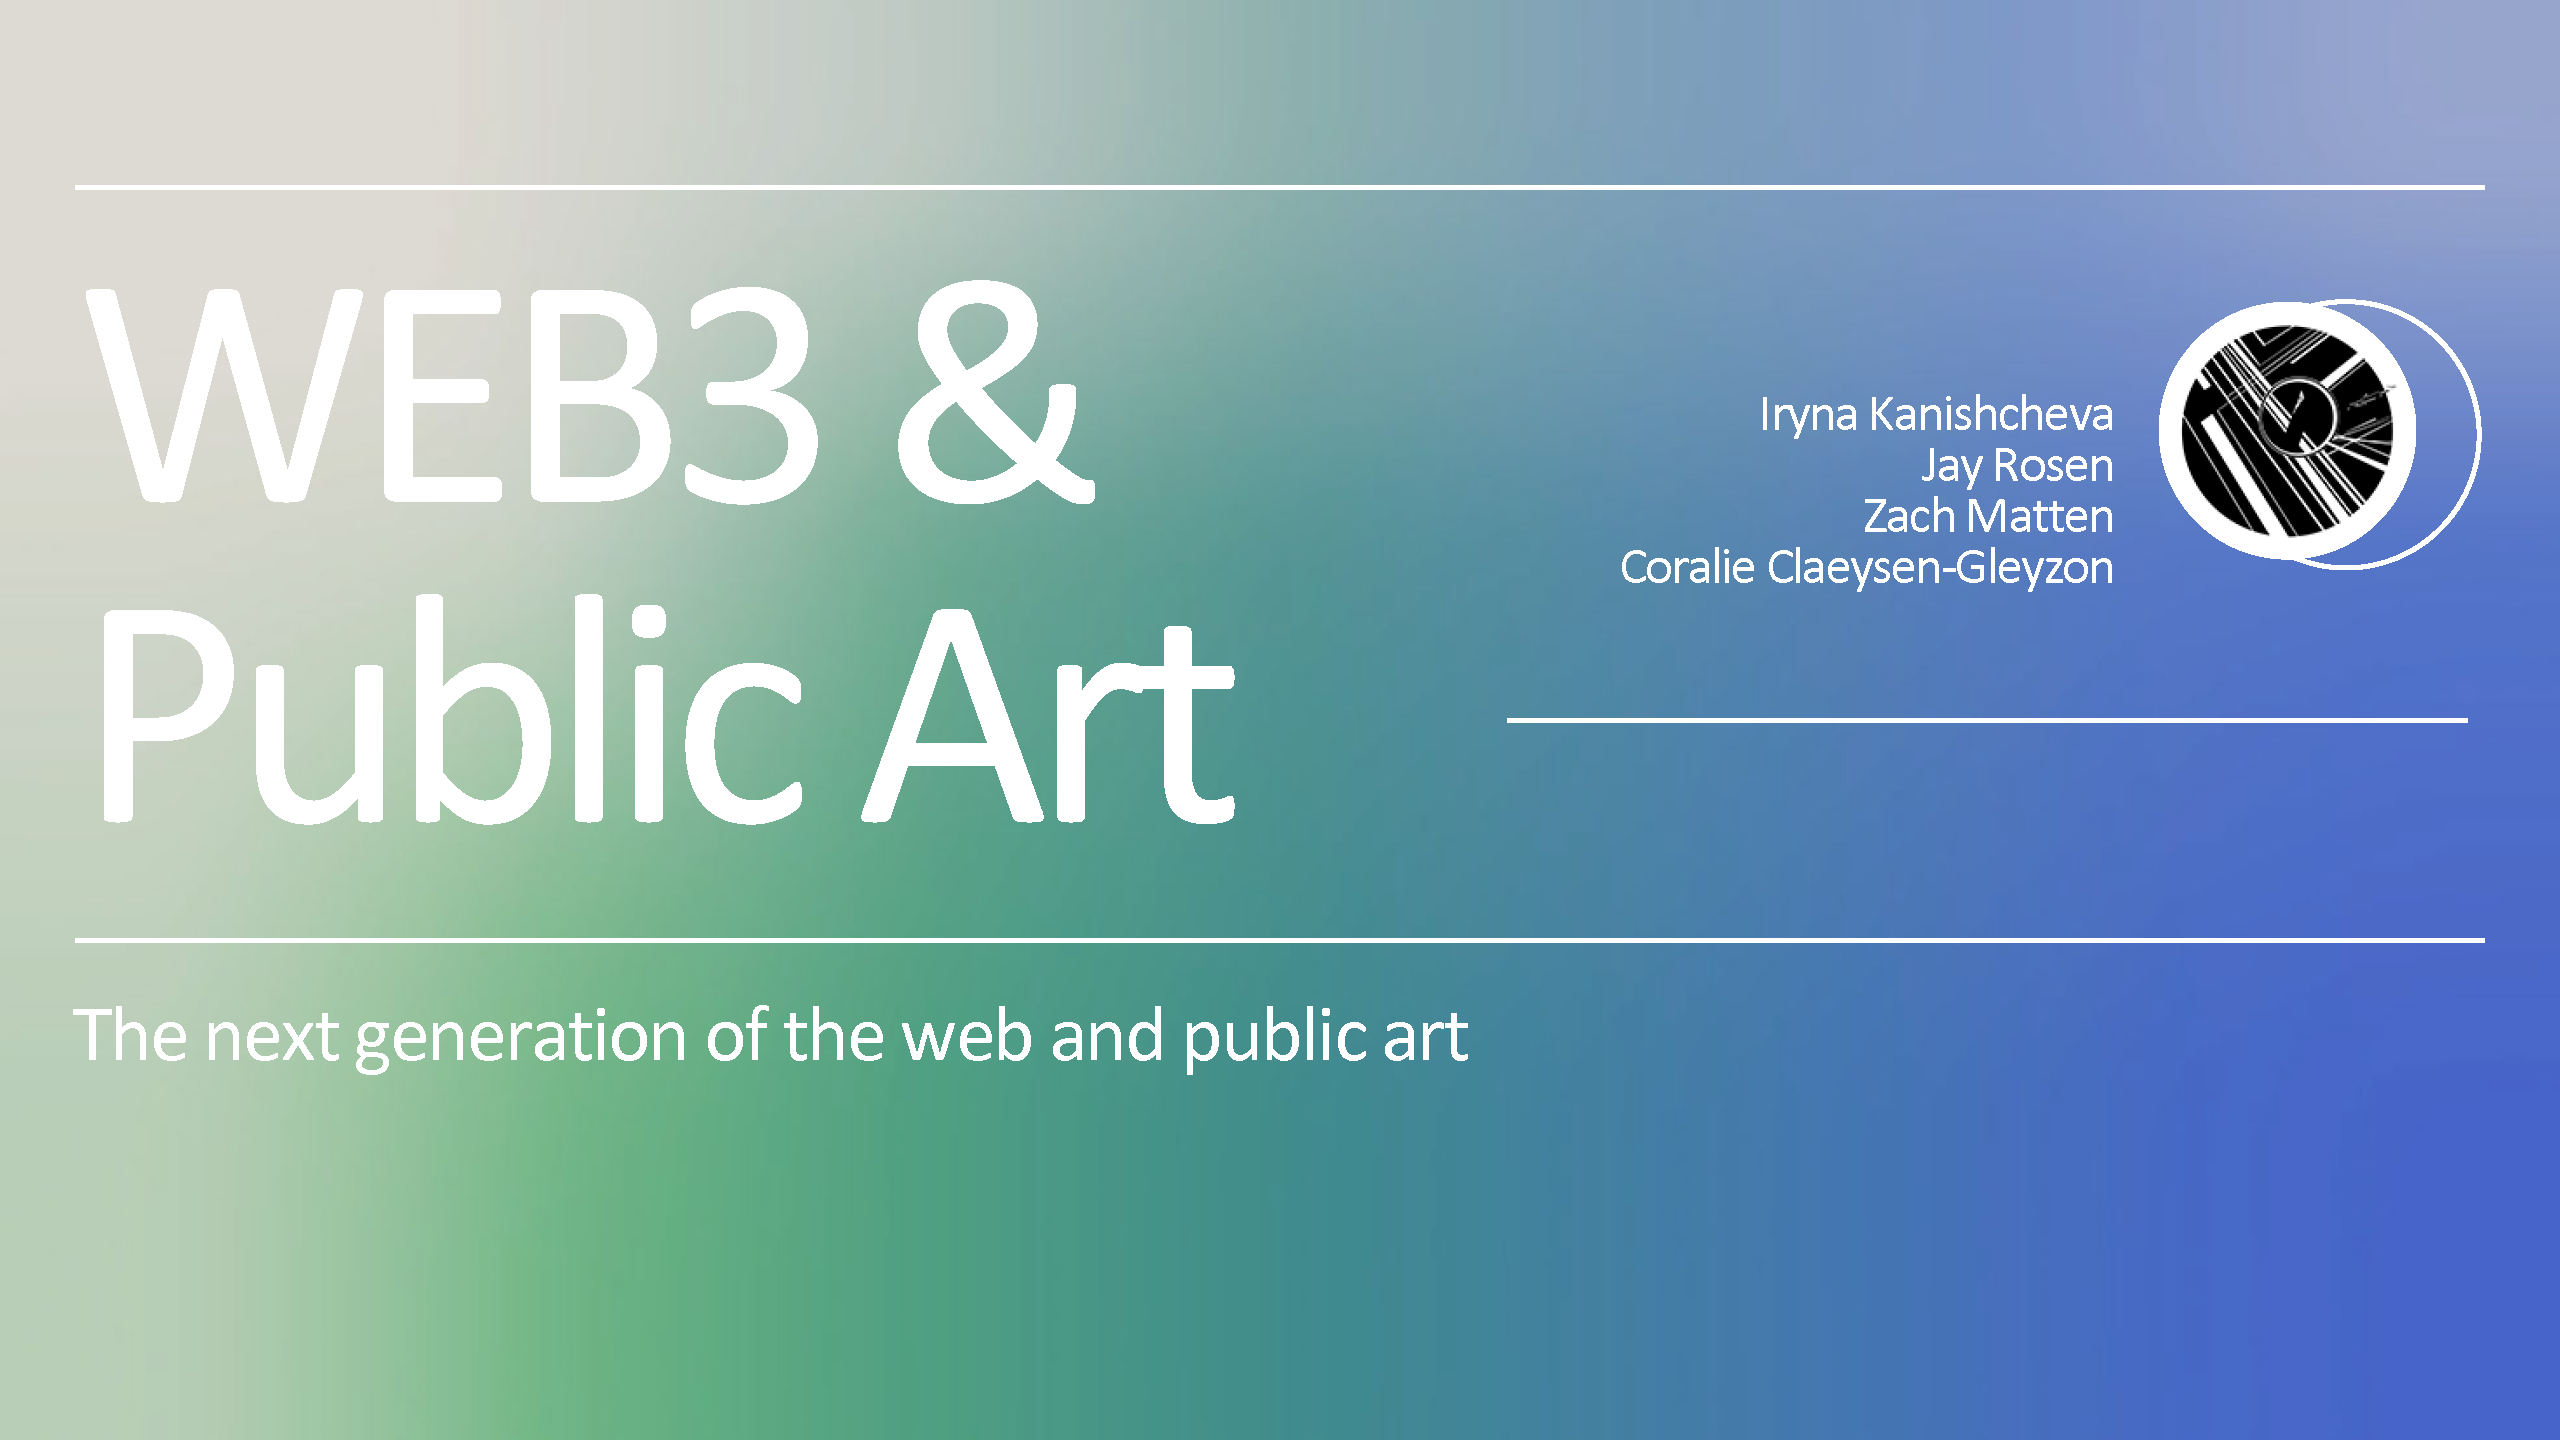 WEB3 &
Public Art
Iryna Kanishcheva
Jay Rosen
Zach Matten
Coralie Claeysen-Gleyzon
The next generation of the web and public art